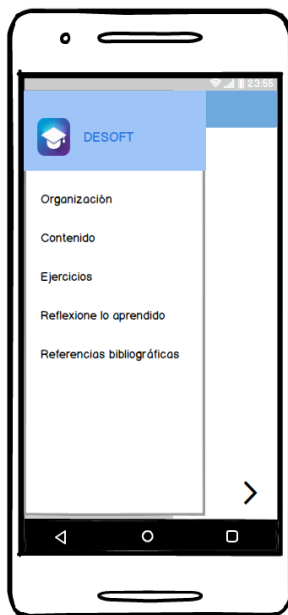 23:55
DESOFT
Organización
Contenido
Ejercicios
Reflexione lo aprendido
Referencias bibliográficas